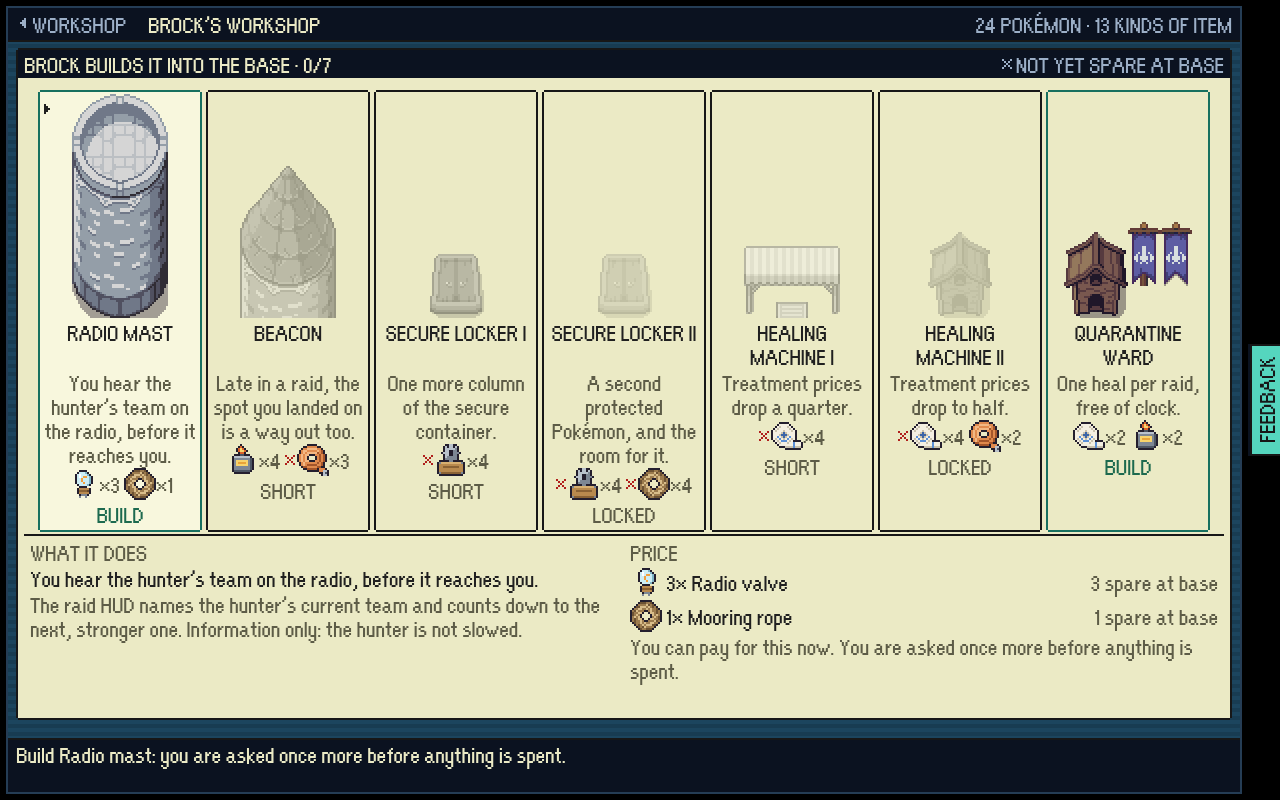 WORKSHOP BROCK'S WORKSHOP 24 POKÉMON · 13 KINDS OF ITEM
BROCK BUILDS IT INTO THE BASE · 0/7 ×NOT YET SPARE AT BASE
RADIO MAST
You hear the
hunter's team on
the radio, before it
reaches you.
×3 ×1
BUILD
BEACON
Late in a raid, the
spot you landed on
is a way out too.
×4 ××3
SHORT
SECURE LOCKER I
One more column
of the secure
container.
××4
SHORT
SECURE LOCKER II
A second
protected
Pokémon, and the
room for it.
××4 ××4
LOCKED
HEALING
MACHINE I
Treatment prices
drop a quarter.
××4
SHORT
HEALING
MACHINE II
Treatment prices
drop to half.
××4 ×2
LOCKED
QUARANTINE
WARD
One heal per raid,
free of clock.
×2 ×2
BUILD
WHAT IT DOES
You hear the hunter's team on the radio, before it reaches you.
The raid HUD names the hunter's current team and counts down to the
next, stronger one. Information only: the hunter is not slowed.
PRICE
3× Radio valve 3 spare at base
1× Mooring rope 1 spare at base
You can pay for this now. You are asked once more before anything is
spent.
Build Radio mast: you are asked once more before anything is spent.
FEEDBACK